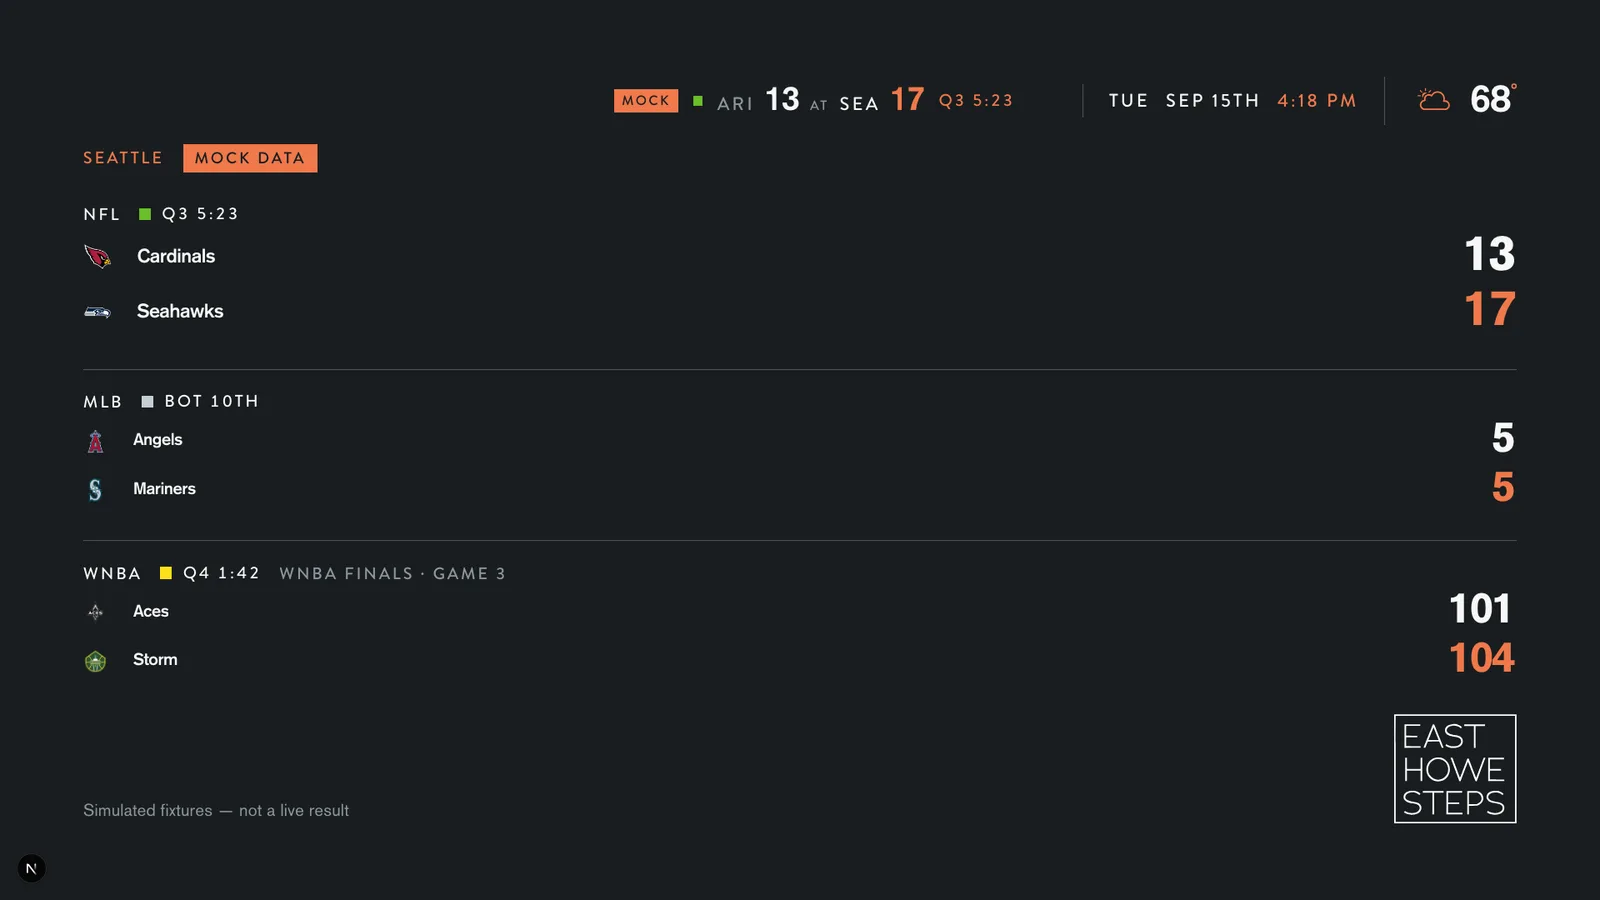 MOCK ARI 13 AT SEA 17 Q3 5:23 TUE SEP 15TH 4:18 PM 68°
SEATTLE MOCK DATA
NFL Q3 5:23
Cardinals 13
Seahawks 17
MLB BOT 10TH
Angels 5
Mariners 5
WNBA Q4 1:42 WNBA FINALS · GAME 3
Aces 101
Storm 104
EAST
HOWE
STEPS
Simulated fixtures — not a live result
N